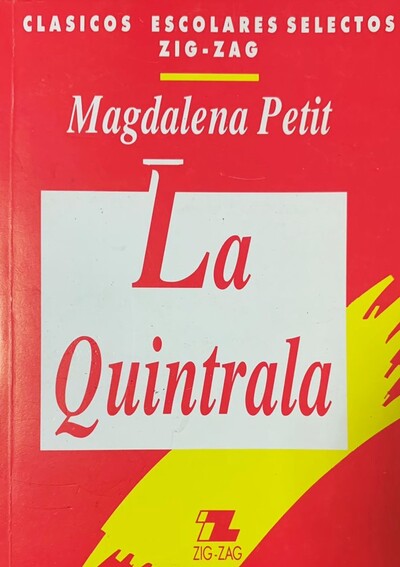 CLASICOS ESCOLARES SELECTOS
ZIG-ZAG
Magdalena Petit
La
Quintrala
ZIG-ZAG